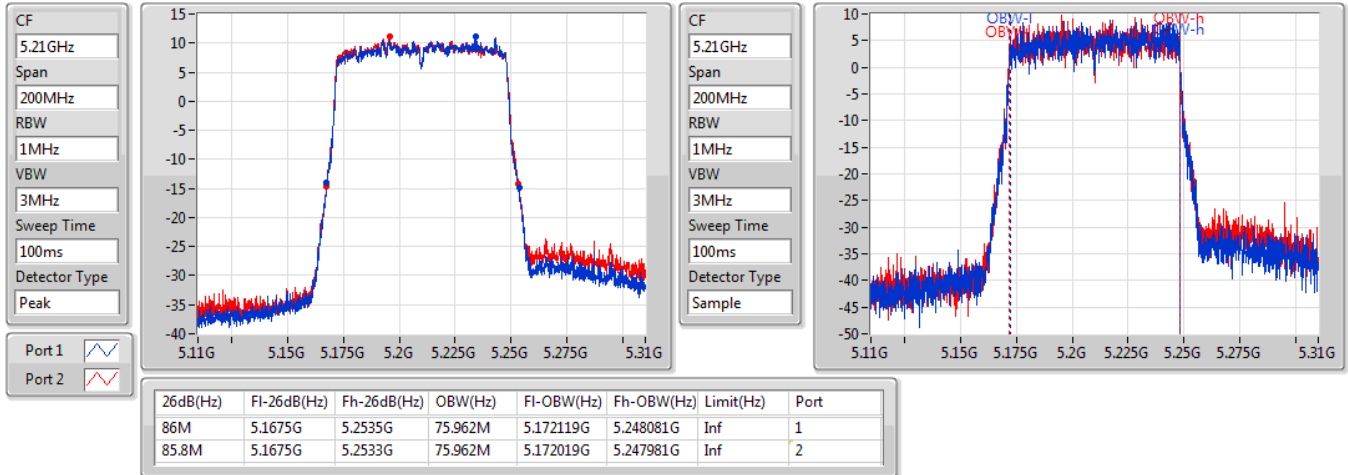 CF
5.21GHz
Span
200MHz
RBW
1MHz
VBW
3MHz
Sweep Time
100ms
Detector Type
Peak
Port 1
Port 2
15
10
5
0
-5
-10
-15
-20
-25
-30
-35
-40
5.11G 5.15G 5.175G 5.2G 5.225G 5.25G 5.275G 5.31G
CF
5.21GHz
Span
200MHz
RBW
1MHz
VBW
3MHz
Sweep Time
100ms
Detector Type
Sample
OBW-l OBW-h
OBW-h
10
5
0
-5
-10
-15
-20
-25
-30
-35
-40
-45
-50
5.11G 5.15G 5.175G 5.2G 5.225G 5.25G 5.275G 5.31G
26dB(Hz) Fl-26dB(Hz) Fh-26dB(Hz) OBW(Hz) Fl-OBW(Hz) Fh-OBW(Hz) Limit(Hz) Port
86M 5.1675G 5.2535G 75.962M 5.172119G 5.248081G Inf 1
85.8M 5.1675G 5.2533G 75.962M 5.172019G 5.247981G Inf 2